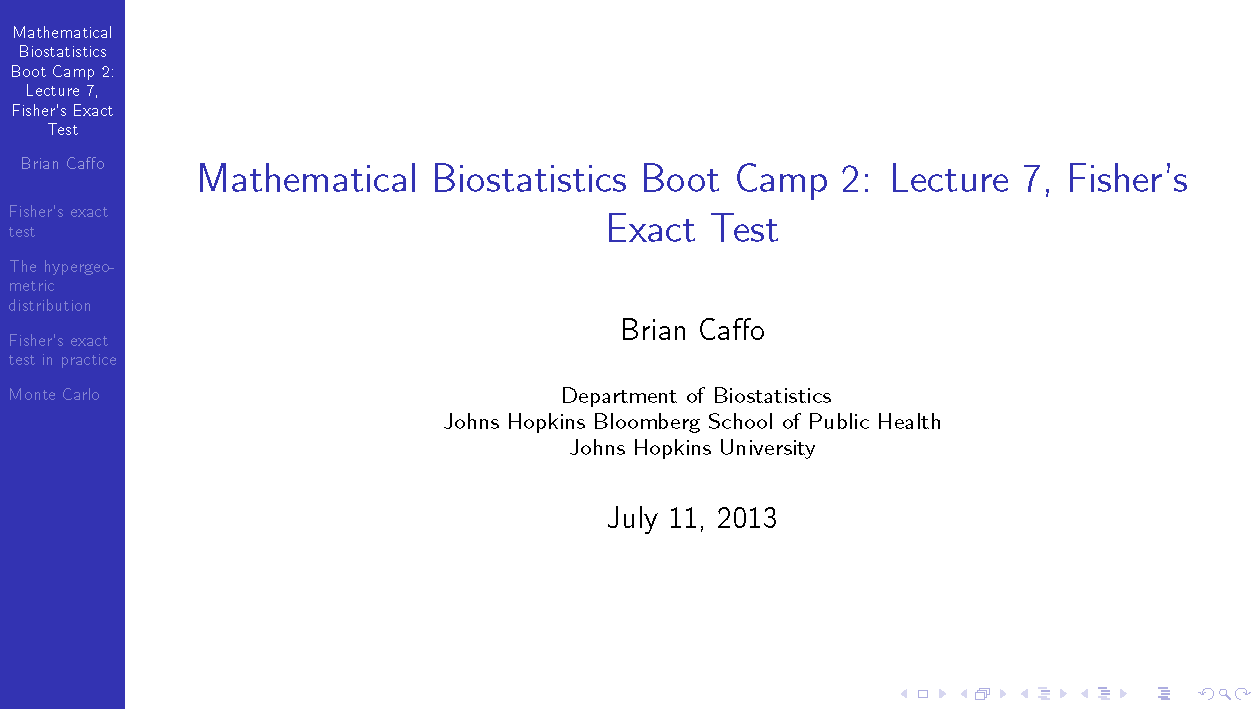 Mathematical
Biostatistics
Boot Camp 2:
Lecture 7,
Fisher's Exact
Test
Brian Caffo
Fisher's exact
test
The hypergeo-
metric
distribution
Fisher's exact
test in practice
Monte Carlo
Mathematical Biostatistics Boot Camp 2: Lecture 7, Fisher's
Exact Test
Brian Caffo
Department of Biostatistics
Johns Hopkins Bloomberg School of Public Health
Johns Hopkins University
July 11, 2013